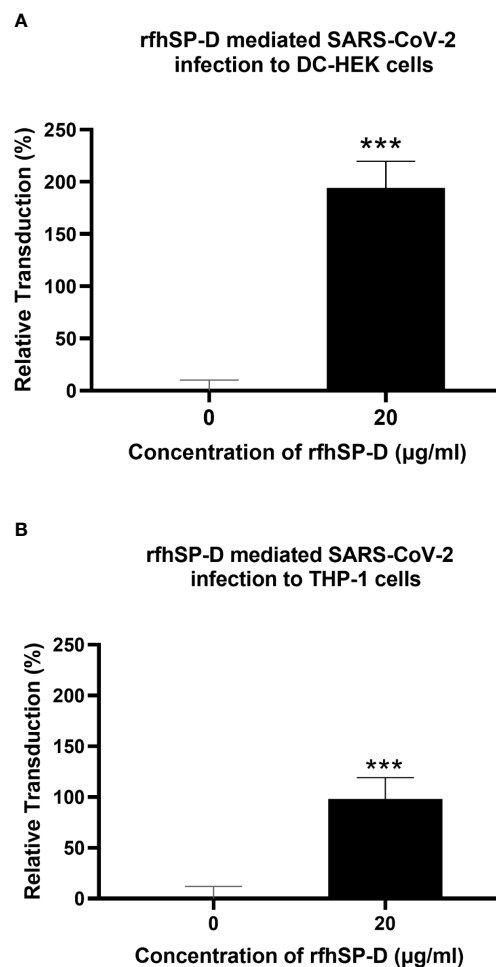 A
rfhSP-D mediated SARS-CoV-2
infection to DC-HEK cells
Relative Transduction (%)
250
200
150
100
50
0
***
0
20
Concentration of rfhSP-D (µg/ml)
B
rfhSP-D mediated SARS-CoV-2
infection to THP-1 cells
Relative Transduction (%)
250
200
150
100
50
0
***
0
20
Concentration of rfhSP-D (µg/ml)